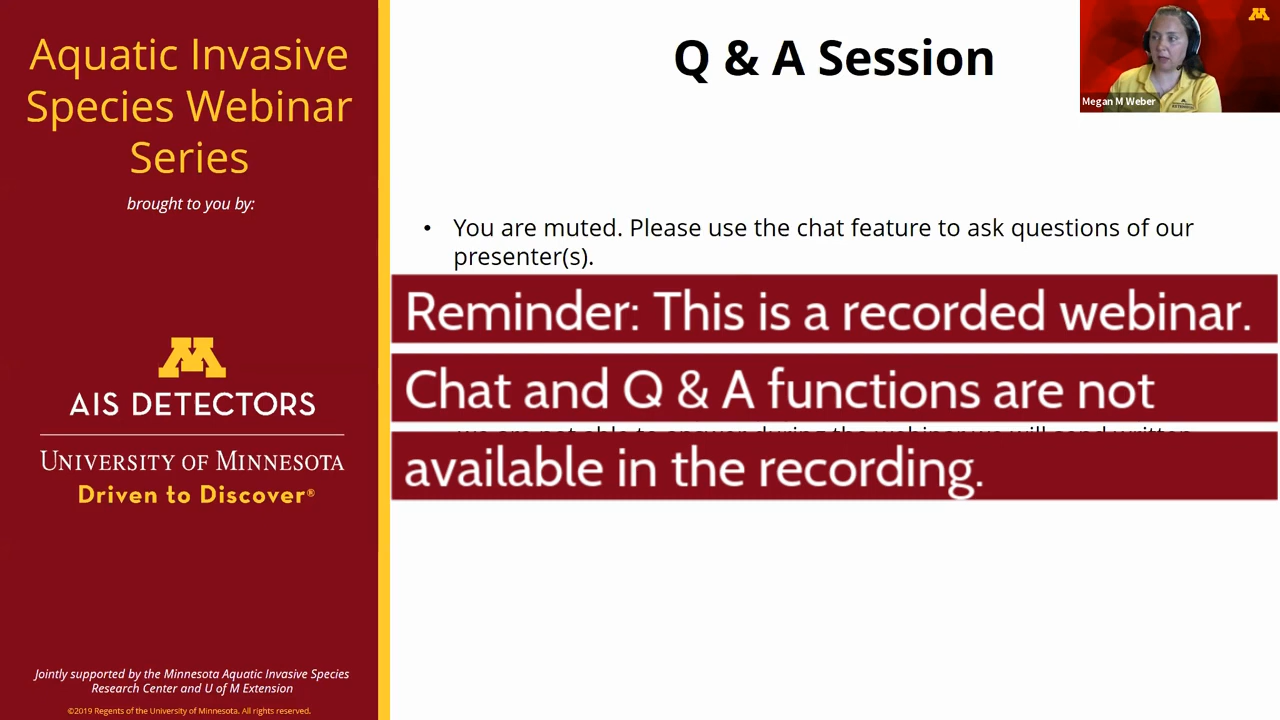 Aquatic Invasive
Species Webinar
Series
brought to you by:
AIS DETECTORS
UNIVERSITY OF MINNESOTA
Driven to Discover®
Jointly supported by the Minnesota Aquatic Invasive Species
Research Center and U of M Extension
©2019 Regents of the University of Minnesota. All rights reserved.
Q & A Session
Megan M Weber
• You are muted. Please use the chat feature to ask questions of our
presenter(s).
Reminder: This is a recorded webinar.
Chat and Q & A functions are not
available in the recording.